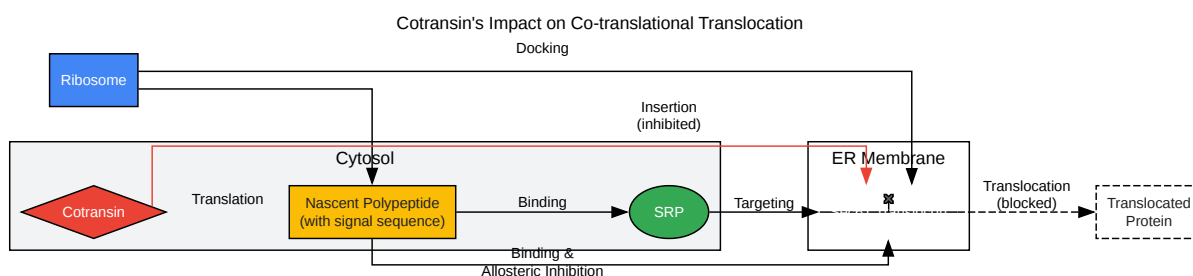 Cotransin's Impact on Co-translational Translocation
Docking
Ribosome
Insertion
(inhibited)
Cytosol
ER Membrane
Cotransin
Translation
Nascent Polypeptide
(with signal sequence)
Binding
SRP
Targeting
Translocation
(blocked)
Translocated
Protein
Binding &
Allosteric Inhibition